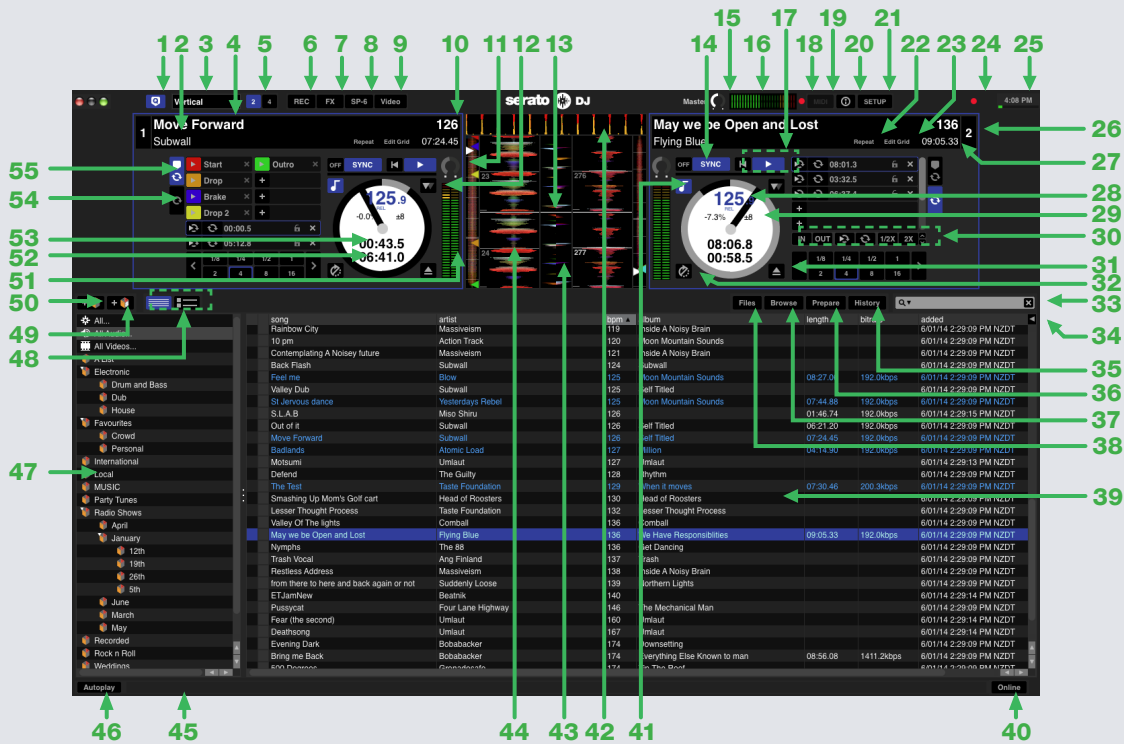 1 2 3 4 5 6 7 8 9 10 11 12 13 14 15 16 17 18 19 20 21 22 23 24 25
Vertical 2 4 REC FX SP-6 Video serato DJ Master MIDI SETUP 4:08 PM
1 Move Forward 126
Subwall Repeat Edit Grid 07:24.45
May we be Open and Lost 136 2
Flying Blue Repeat Edit Grid 09:05.33
26
27
28
29
30
31
32
33
34
35
36
37
38
39
40
55
54
53
52
51
50
49
48
47
46 45 44 43 42 41
Start × Outro ×
Drop × +
Brake × +
Drop 2 × +
00:00.5 ×
05:12.8 ×
1/8 1/4 1/2 1
2 4 8 16
OFF SYNC
125.9
-0.0% ±8
00:43.5
06:41.0
23 276
24 277
OFF SYNC
125.9
REL
-7.3% ±8
08:06.8
00:58.5
08:01.3 ×
03:32.5 ×
+
+
IN OUT 1/2X 2X
1/8 1/4 1/2 1
2 4 8 16
Files Browse Prepare History
All...
All Audio...
All Videos...
Electronic
Drum and Bass
Dub
House
Favourites
Crowd
Personal
International
Local
MUSIC
Party Tunes
Radio Shows
April
January
12th
19th
26th
5th
June
March
May
Recorded
Rock n Roll
Weddings
song artist bpm album length added
Rainbow City Massiveism 119 Inside A Noisy Brain 6/01/14 2:29:09 PM NZDT
10 pm Action Track 120 Moon Mountain Sounds 6/01/14 2:29:09 PM NZDT
Contemplating A Noisey future Massiveism 121 Inside A Noisy Brain 6/01/14 2:29:09 PM NZDT
Back Flash Subwall 124 Subwall 6/01/14 2:29:09 PM NZDT
Feel me Blow 125 Moon Mountain Sounds 08:27.00 192.0kbps 6/01/14 2:29:09 PM NZDT
Valley Dub Subwall 125 Self Titled 6/01/14 2:29:09 PM NZDT
St Jervous dance Yesterdays Rebel 125 Moon Mountain Sounds 07:44.88 192.0kbps 6/01/14 2:29:09 PM NZDT
S.L.A.B Miso Shiru 126 01:46.74 192.0kbps 6/01/14 2:29:15 PM NZDT
Out of it Subwall 126 Self Titled 06:21.20 192.0kbps 6/01/14 2:29:09 PM NZDT
Move Forward Subwall 126 Self Titled 07:24.45 192.0kbps 6/01/14 2:29:09 PM NZDT
Badlands Atomic Load 127 Million 04:14.90 192.0kbps 6/01/14 2:29:09 PM NZDT
Motsumi Umlaut 127 Umlaut 6/01/14 2:29:13 PM NZDT
Defend The Guilty 128 Rhythm 6/01/14 2:29:09 PM NZDT
The Test Taste Foundation 129 When it moves 07:30.46 200.3kbps 6/01/14 2:29:09 PM NZDT
Smashing Up Mom's Golf cart Head of Roosters 130 Head of Roosters 6/01/14 2:29:09 PM NZDT
Lesser Thought Process Taste Foundation 132 Lesser Thought Process 6/01/14 2:29:09 PM NZDT
Valley Of The lights Comball 136 Comball 6/01/14 2:29:09 PM NZDT
May we be Open and Lost Flying Blue 136 We Have Responsiblities 09:05.33 192.0kbps 6/01/14 2:29:09 PM NZDT
Nymphs The 88 136 Get Dancing 6/01/14 2:29:09 PM NZDT
Trash Vocal Ang Finland 137 Trash 6/01/14 2:29:09 PM NZDT
Restless Address Massiveism 138 Inside A Noisy Brain 6/01/14 2:29:09 PM NZDT
from there to here and back again or not Suddenly Loose 139 Northern Lights 6/01/14 2:29:09 PM NZDT
ETJamNew Beatnik 140 6/01/14 2:29:14 PM NZDT
Pussycat Four Lane Highway 146 The Mechanical Man 6/01/14 2:29:09 PM NZDT
Fear (the second) Umlaut 160 Umlaut 6/01/14 2:29:14 PM NZDT
Deathsong Umlaut 167 Umlaut 6/01/14 2:29:14 PM NZDT
Evening Dark Bobabacker 174 Downsetting 6/01/14 2:29:09 PM NZDT
Bring me Back Bobabacker 174 Everything Else Known to man 08:56.08 1411.2kbps 6/01/14 2:29:09 PM NZDT
Autoplay Online